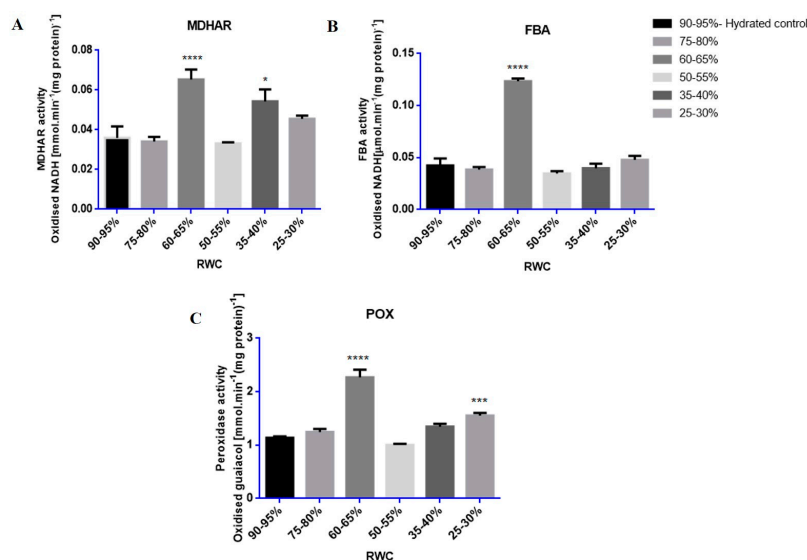 A
MDHAR
MDHAR activity
Oxidised NADH [mmol.min⁻¹(mg protein)⁻¹]
0.08
0.06
0.04
0.02
0.00
****
*
90-95%
75-80%
60-65%
50-55%
35-40%
25-30%
RWC
B
FBA
FBA activity
Oxidised NADH[μmol.min⁻¹(mg protein)⁻¹]
0.15
0.10
0.05
0.00
****
90-95%
75-80%
60-65%
50-55%
35-40%
25-30%
RWC
90-95%- Hydrated control
75-80%
60-65%
50-55%
35-40%
25-30%
C
POX
Peroxidase activity
Oxidised guaiacol [mmol.min⁻¹(mg protein)⁻¹]
3
2
1
0
****
***
90-95%
75-80%
60-65%
50-55%
35-40%
25-30%
RWC